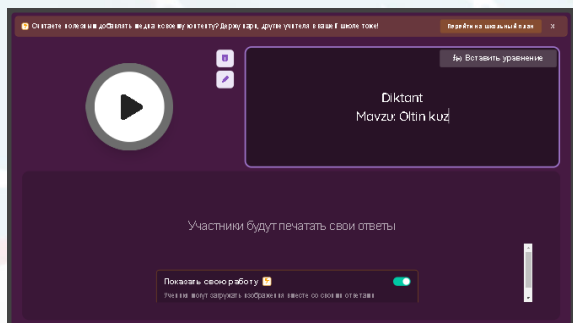 Считаете полезным добавлять медиа к своему контенту? Держу пари, другие учителя в вашей школе тоже!
Перейти на школьный план
x
Вставить уравнение
Diktant
Mavzu: Oltin kuz
Участники будут печатать свои ответы
Показать свою работу
Ученики могут загружать изображения вместе со своими ответами